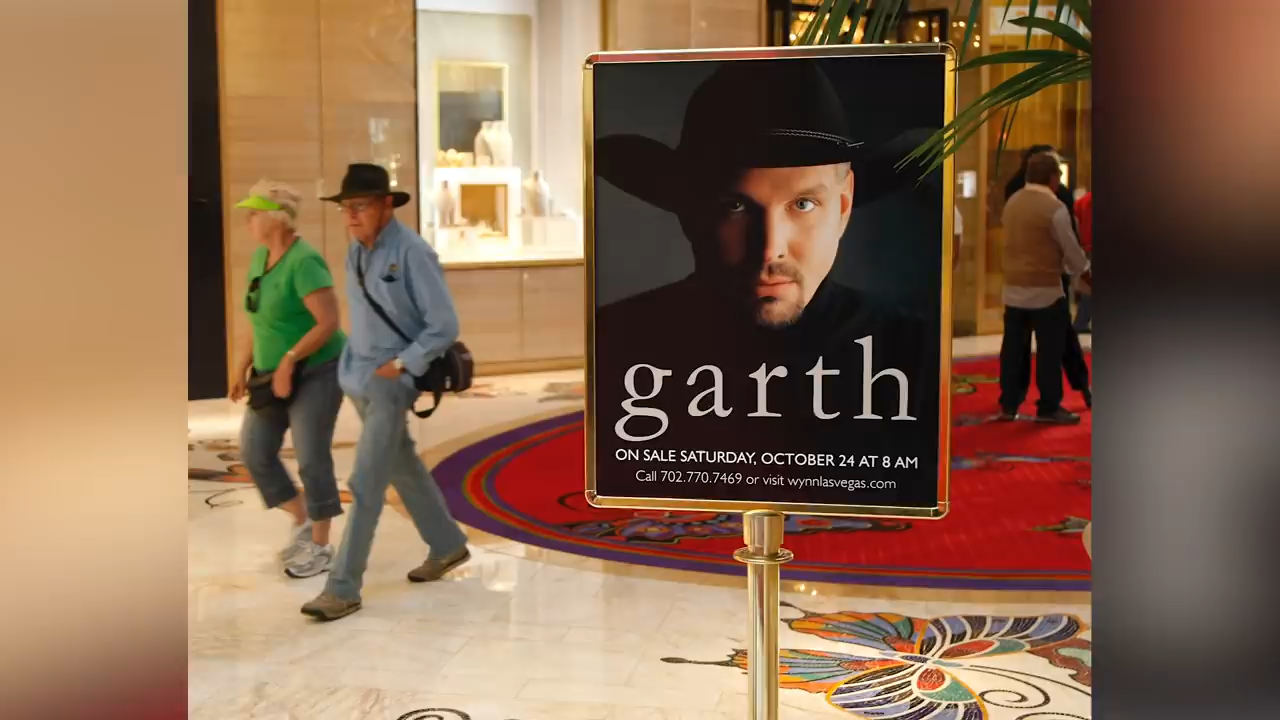 garth
ON SALE SATURDAY, OCTOBER 24 AT 8 AM
Call 702.770.7469 or visit wynnlasvegas.com